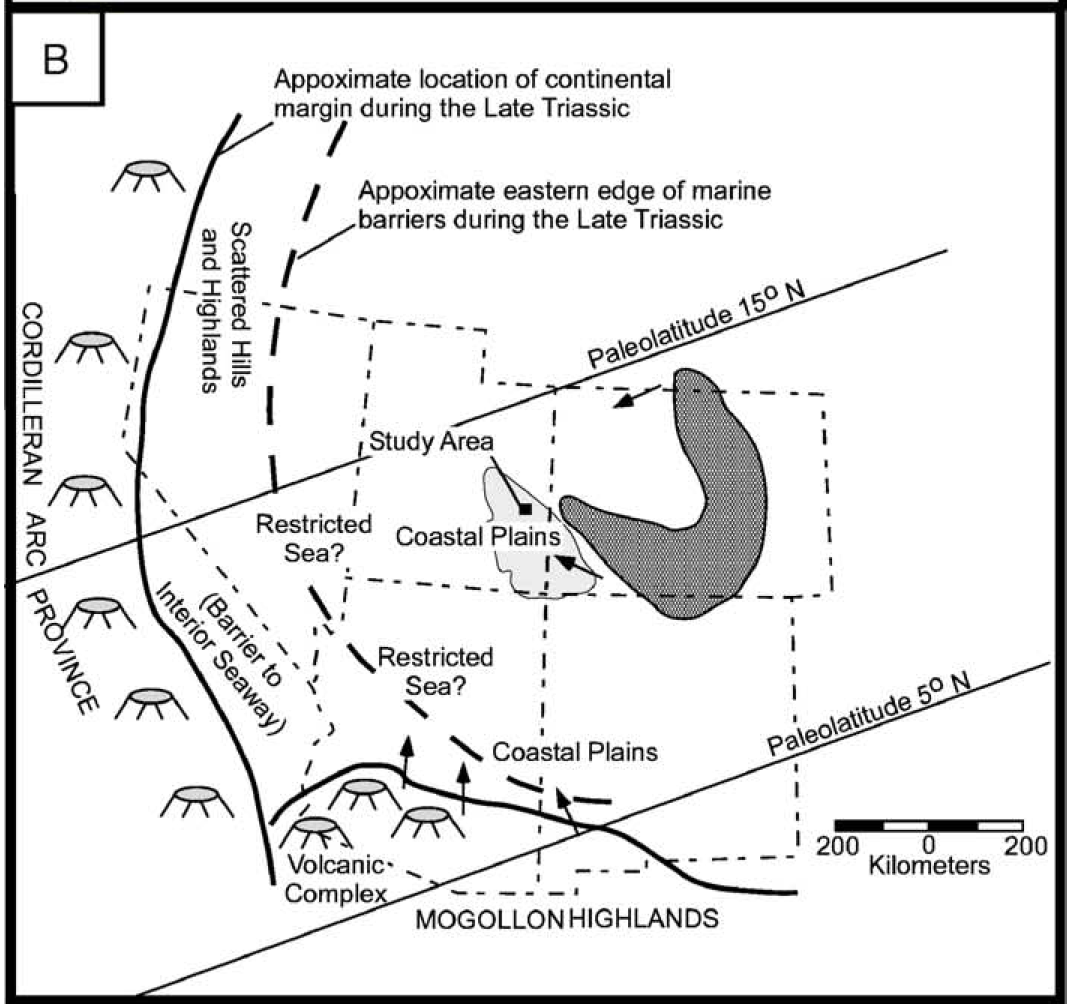 B
Appoximate location of continental
margin during the Late Triassic
Appoximate eastern edge of marine
barriers during the Late Triassic
Scattered Hills
and Highlands
CORDILLERAN ARC PROVINCE
Paleolatitude 15o N
Study Area
Restricted
Sea?
Coastal Plains
(Barrier to
Interior Seaway)
Restricted
Sea?
Paleolatitude 5o N
Coastal Plains
200 0 200
Kilometers
Volcanic
Complex
MOGOLLON HIGHLANDS